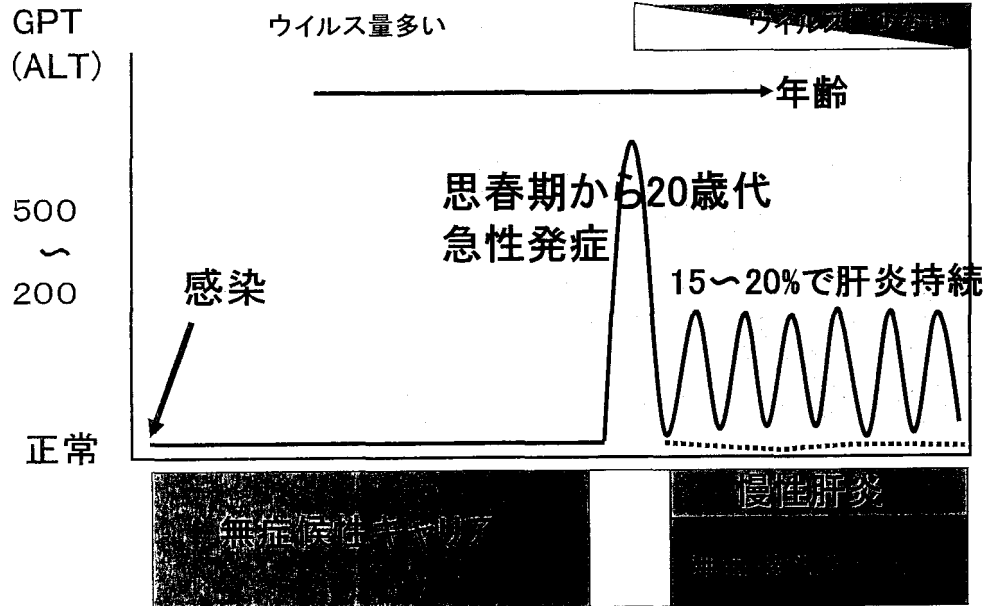 GPT
(ALT)
ウイルス量多い
年齢
思春期から20歳代
急性発症
500
〜
200
感染
15〜20%で肝炎持続
正常
無症候性キャリア
慢性肝炎